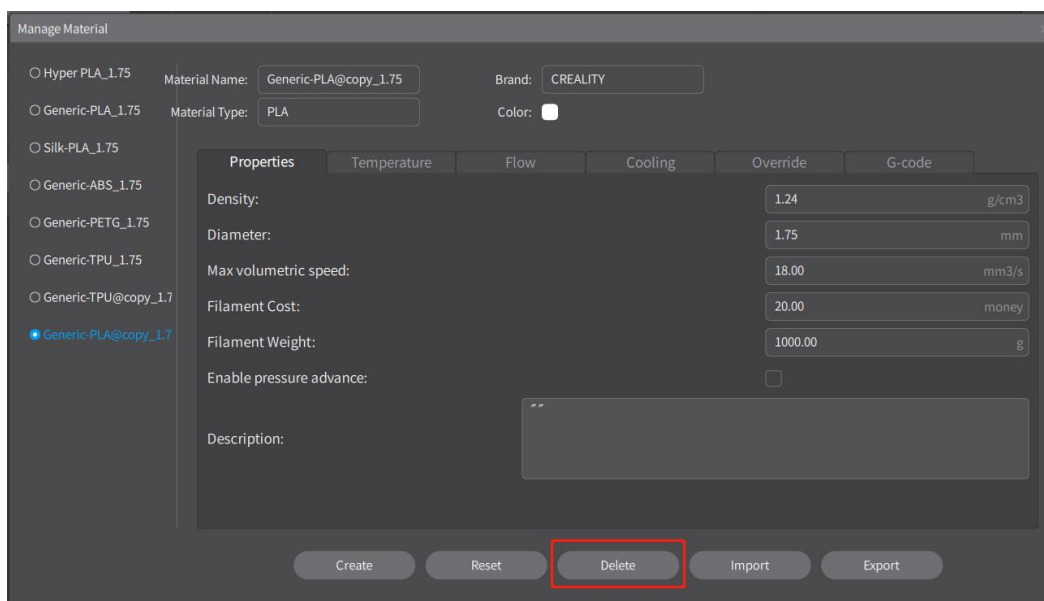 Manage Material
Hyper PLA_1.75
Generic-PLA_1.75
Silk-PLA_1.75
Generic-ABS_1.75
Generic-PETG_1.75
Generic-TPU_1.75
Generic-TPU@copy_1.7
Generic-PLA@copy_1.7
Material Name: Generic-PLA@copy_1.75 Brand: CREALITY
Material Type: PLA Color:
Properties Temperature Flow Cooling Override G-code
Density: 1.24 g/cm3
Diameter: 1.75 mm
Max volumetric speed: 18.00 mm3/s
Filament Cost: 20.00 money
Filament Weight: 1000.00 g
Enable pressure advance:
Description: ""
Create Reset Delete Import Export